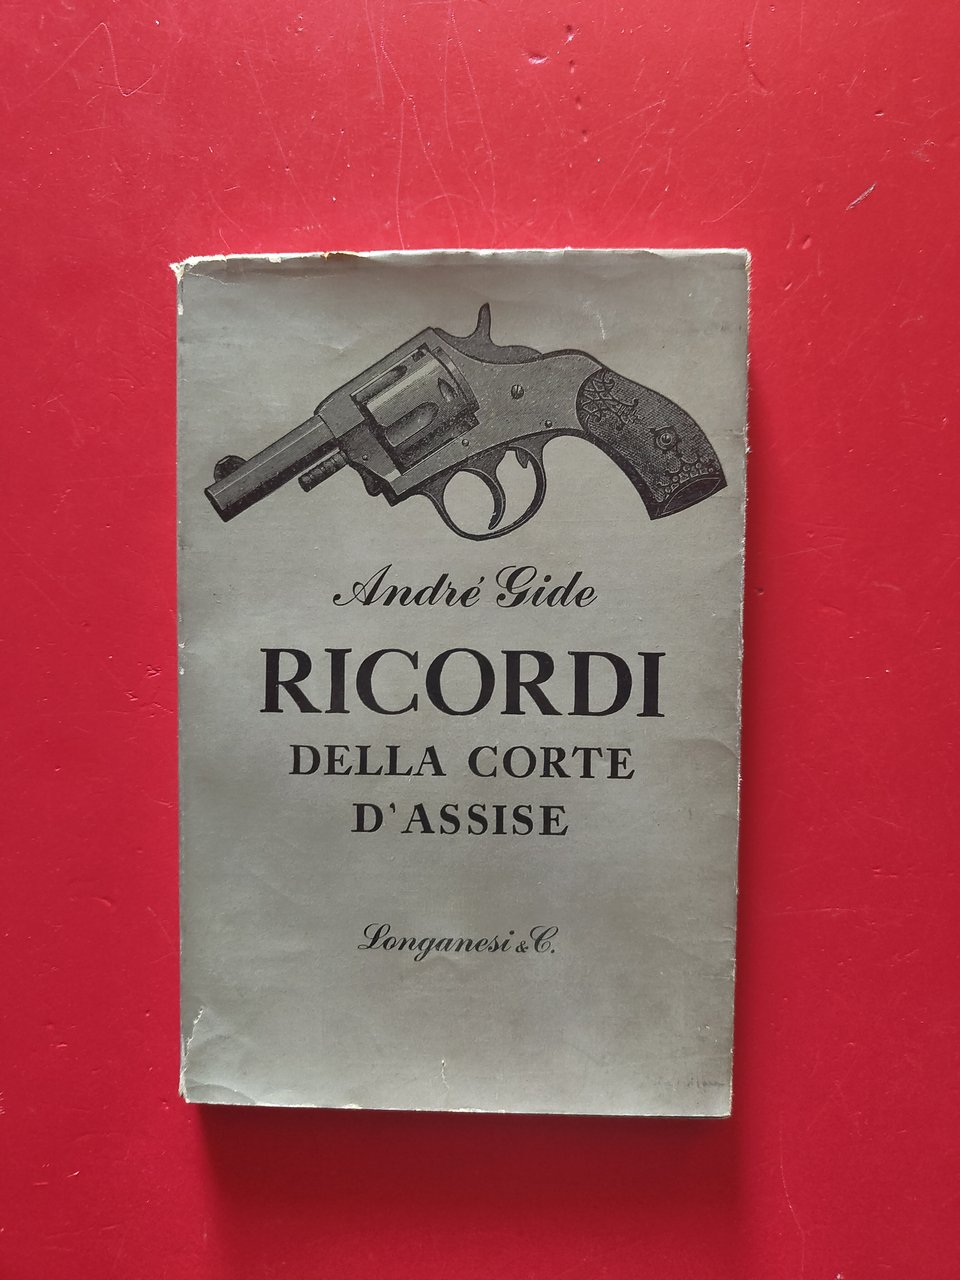 André Gide
RICORDI
DELLA CORTE
D'ASSISE
Longanesi & C.